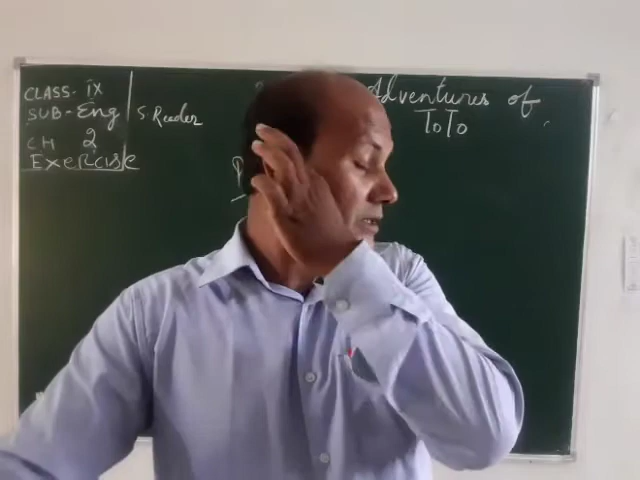 CLASS- IX
SUB- Eng
S. Reader
CH 2
Exercise
Adventures of
ToTo